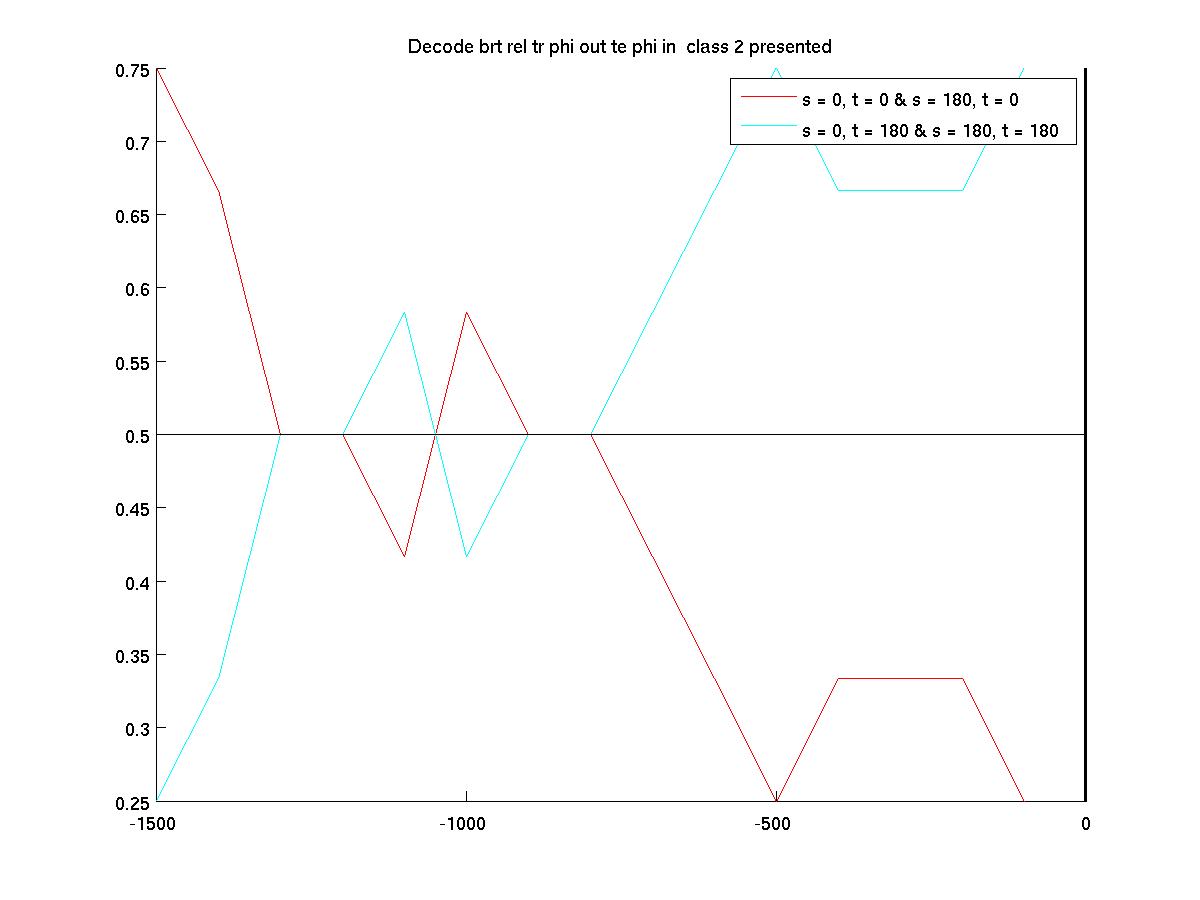 Decode brt rel tr phi out te phi in  class 2 presented
0.75
s = 0, t = 0 & s = 180, t = 0
s = 0, t = 180 & s = 180, t = 180
0.7
0.65
0.6
0.55
0.5
0.45
0.4
0.35
0.3
0.25
-1500 -1000 -500 0